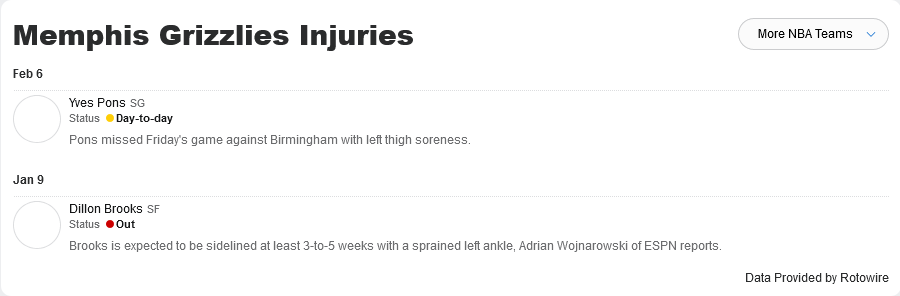 Memphis Grizzlies Injuries
More NBA Teams
Feb 6
Yves Pons SG
Status Day-to-day
Pons missed Friday's game against Birmingham with left thigh soreness.
Jan 9
Dillon Brooks SF
Status Out
Brooks is expected to be sidelined at least 3-to-5 weeks with a sprained left ankle, Adrian Wojnarowski of ESPN reports.
Data Provided by Rotowire